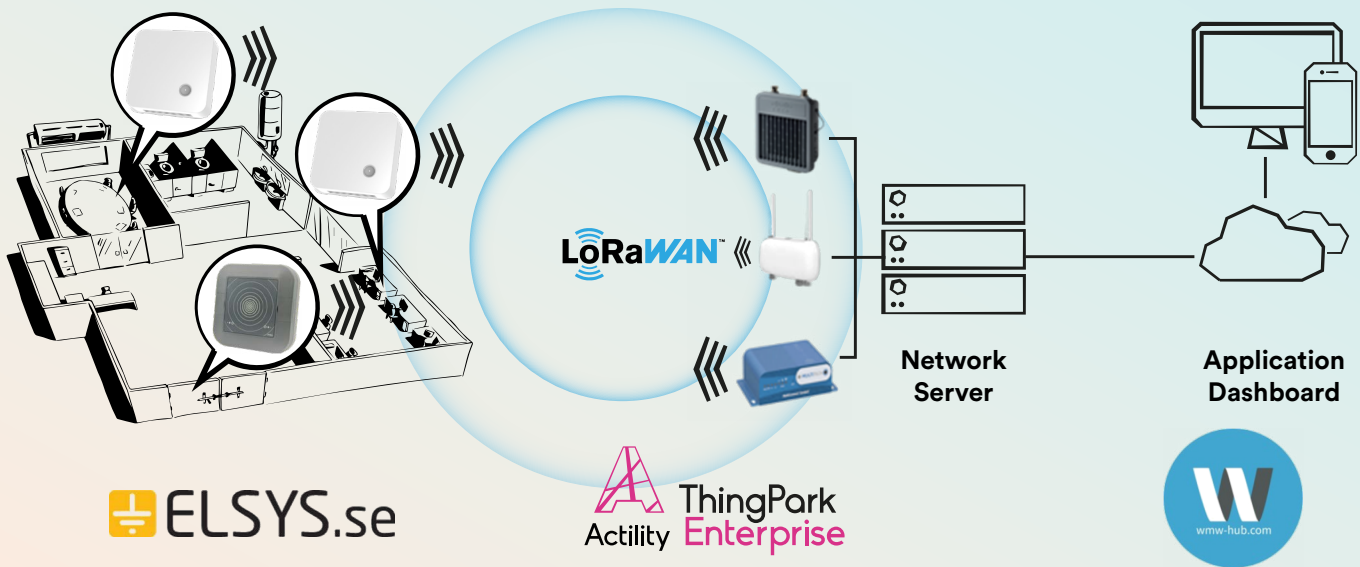 LoRaWAN™
Network
Server
Application
Dashboard
ELSYS.se
Actility
ThingPark
Enterprise
W
wmw-hub.com